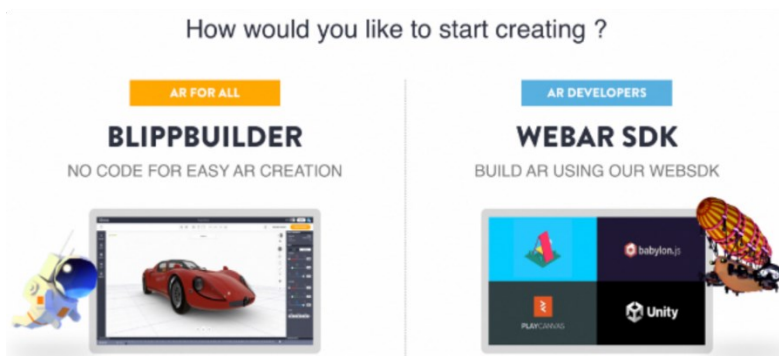 How would you like to start creating ?
AR FOR ALL
BLIPPBUILDER
NO CODE FOR EASY AR CREATION
AR DEVELOPERS
WEBAR SDK
BUILD AR USING OUR WEBSDK
babylon.js
PLAYCANVAS
Unity